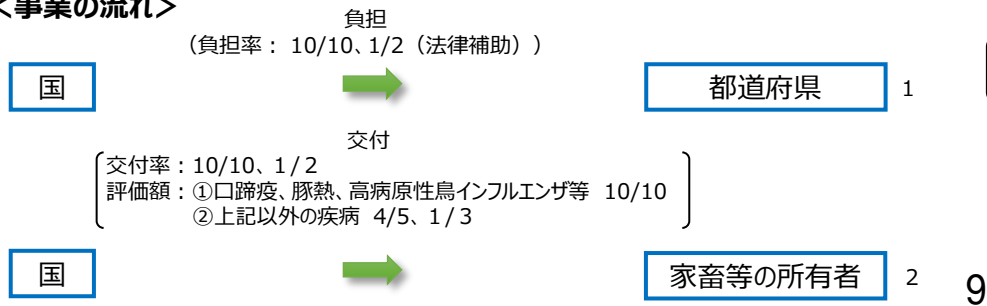 ＜事業の流れ＞
負担
（負担率： 10/10、1/2（法律補助））
国
都道府県
1
交付
交付率：10/10、１/２
評価額：①口蹄疫、豚熱、高病原性鳥インフルエンザ等 10/10
②上記以外の疾病 4/5、１/３
国
家畜等の所有者
2
9